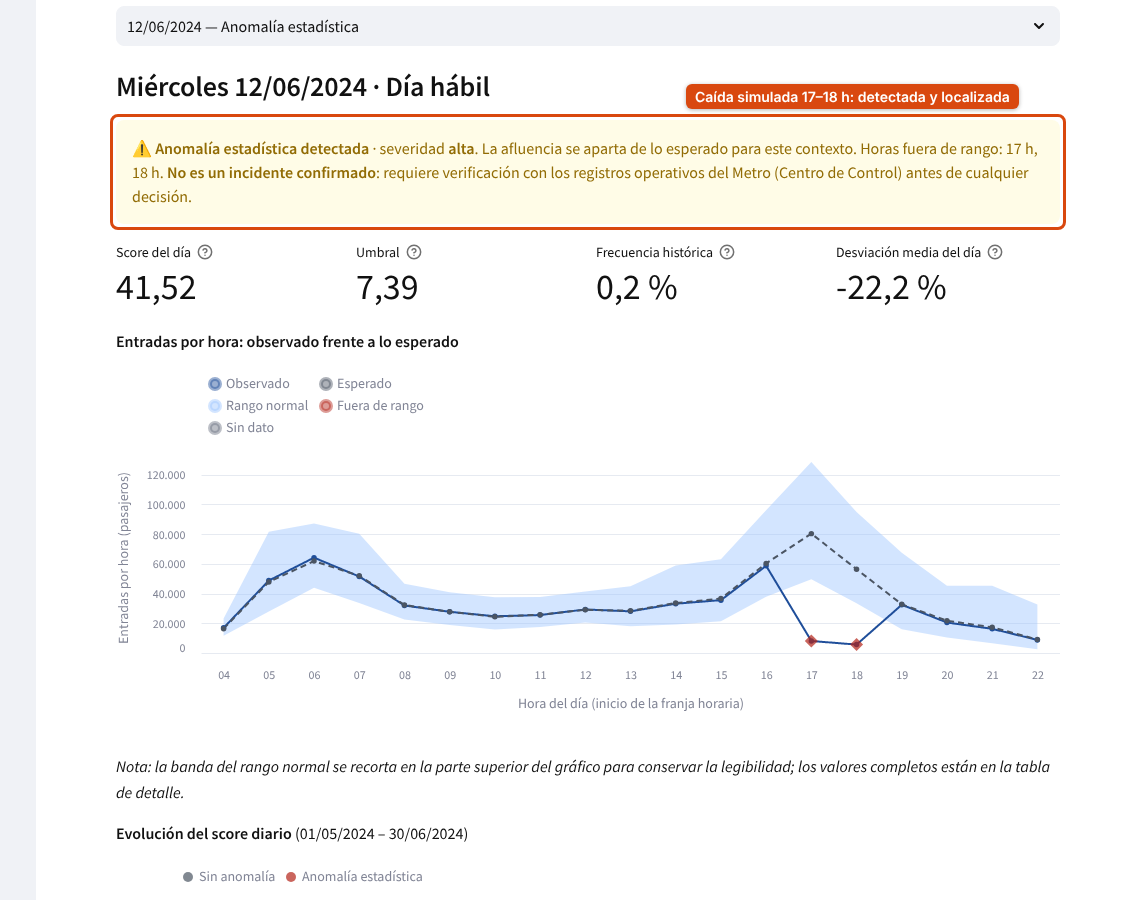 12/06/2024 — Anomalía estadística
Miércoles 12/06/2024 · Día hábil
Caída simulada 17–18 h: detectada y localizada
⚠️ Anomalía estadística detectada · severidad alta. La afluencia se aparta de lo esperado para este contexto. Horas fuera de rango: 17 h,
18 h. No es un incidente confirmado: requiere verificación con los registros operativos del Metro (Centro de Control) antes de cualquier
decisión.
Score del día Umbral Frecuencia histórica Desviación media del día
41,52 7,39 0,2 % -22,2 %
Entradas por hora: observado frente a lo esperado
Observado Esperado
Rango normal Fuera de rango
Sin dato
Entradas por hora (pasajeros)
120.000
100.000
80.000
60.000
40.000
20.000
0
04 05 06 07 08 09 10 11 12 13 14 15 16 17 18 19 20 21 22
Hora del día (inicio de la franja horaria)
Nota: la banda del rango normal se recorta en la parte superior del gráfico para conservar la legibilidad; los valores completos están en la tabla
de detalle.
Evolución del score diario (01/05/2024 – 30/06/2024)
Sin anomalía Anomalía estadística